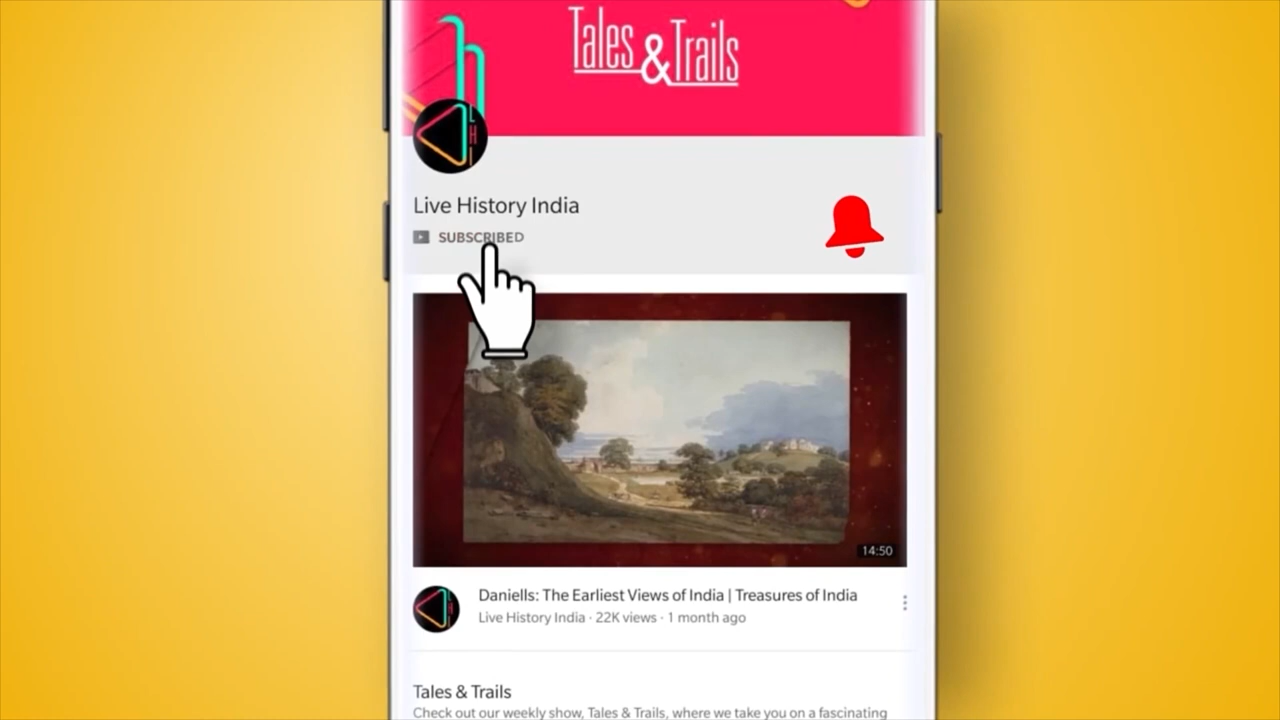 Tales & Trails
Live History India
SUBSCRIBED
14:50
Daniells: The Earliest Views of India | Treasures of India
Live History India · 22K views · 1 month ago
Tales & Trails
Check out our weekly show, Tales & Trails, where we take you on a fascinating